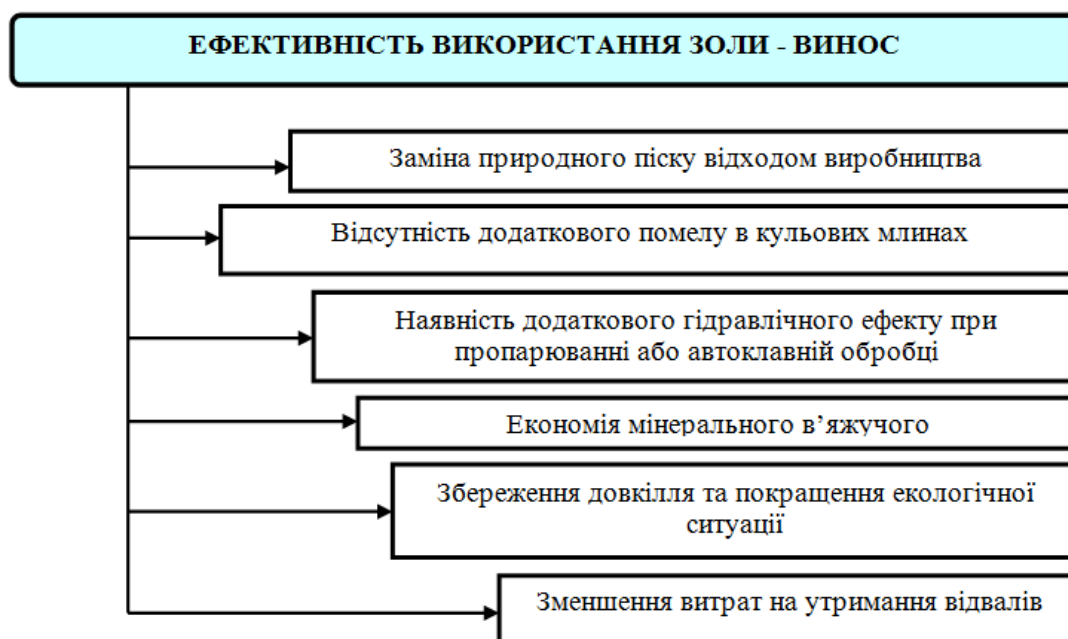 ЕФЕКТИВНІСТЬ ВИКОРИСТАННЯ ЗОЛИ - ВИНОС
Заміна природного піску відходом виробництва
Відсутність додаткового помелу в кульових млинах
Наявність додаткового гідравлічного ефекту при
пропарюванні або автоклавній обробці
Економія мінерального в’яжучого
Збереження довкілля та покращення екологічної
ситуації
Зменшення витрат на утримання відвалів